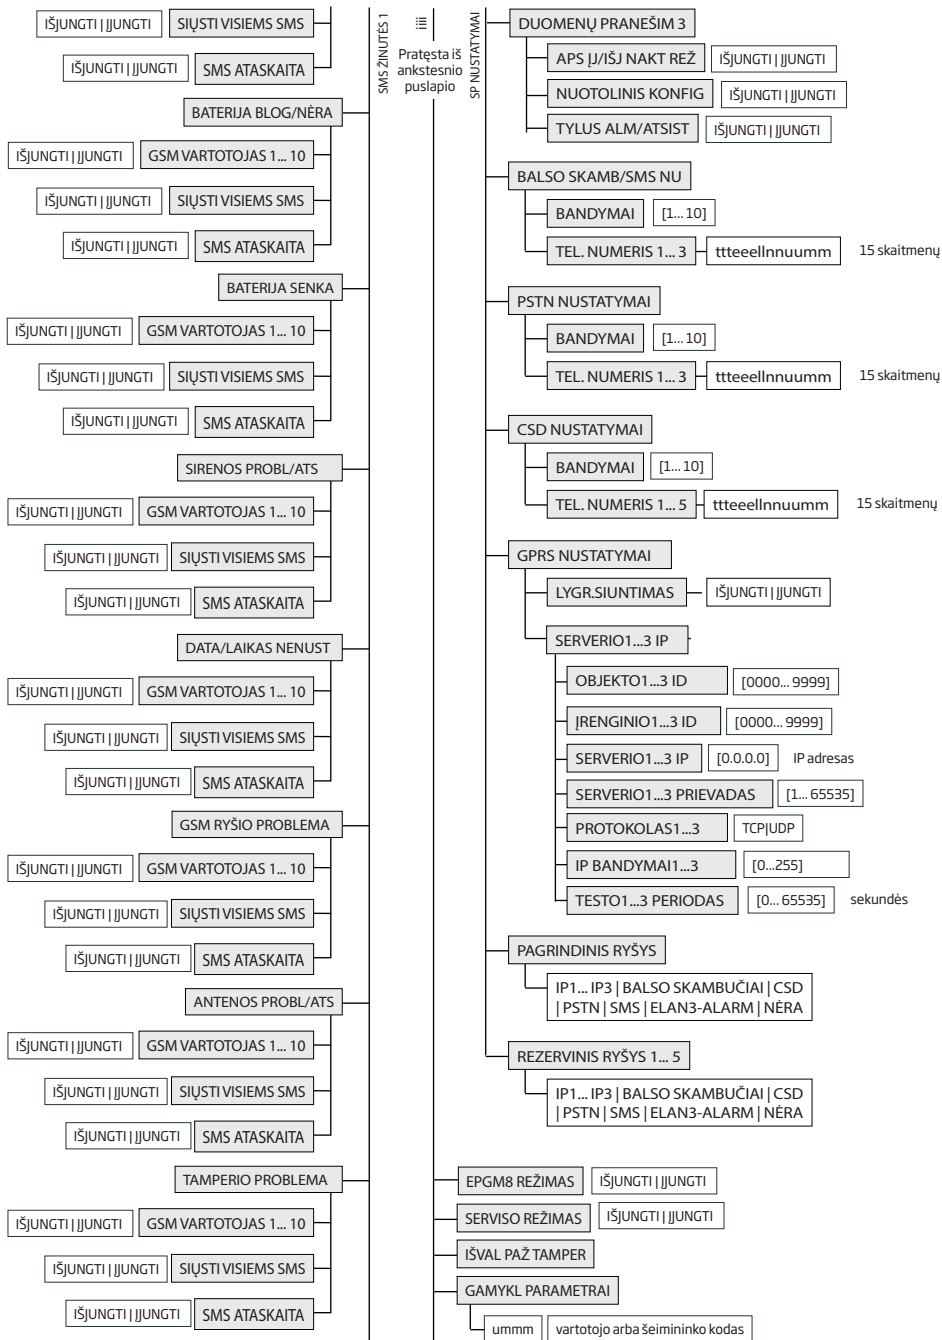 IŠJUNGTI | ĮJUNGTI SIŲSTI VISIEMS SMS
IŠJUNGTI | ĮJUNGTI SMS ATASKAITA
BATERIJA BLOG/NĖRA
IŠJUNGTI | ĮJUNGTI GSM VARTOTOJAS 1... 10
IŠJUNGTI | ĮJUNGTI SIŲSTI VISIEMS SMS
IŠJUNGTI | ĮJUNGTI SMS ATASKAITA
BATERIJA SENKA
IŠJUNGTI | ĮJUNGTI GSM VARTOTOJAS 1... 10
IŠJUNGTI | ĮJUNGTI SIŲSTI VISIEMS SMS
IŠJUNGTI | ĮJUNGTI SMS ATASKAITA
SIRENOS PROBL/ATS
IŠJUNGTI | ĮJUNGTI GSM VARTOTOJAS 1... 10
IŠJUNGTI | ĮJUNGTI SIŲSTI VISIEMS SMS
IŠJUNGTI | ĮJUNGTI SMS ATASKAITA
DATA/LAIKAS NENUST
IŠJUNGTI | ĮJUNGTI GSM VARTOTOJAS 1... 10
IŠJUNGTI | ĮJUNGTI SIŲSTI VISIEMS SMS
IŠJUNGTI | ĮJUNGTI SMS ATASKAITA
GSM RYŠIO PROBLEMA
IŠJUNGTI | ĮJUNGTI GSM VARTOTOJAS 1... 10
IŠJUNGTI | ĮJUNGTI SIŲSTI VISIEMS SMS
IŠJUNGTI | ĮJUNGTI SMS ATASKAITA
ANTENOS PROBL/ATS
IŠJUNGTI | ĮJUNGTI GSM VARTOTOJAS 1... 10
IŠJUNGTI | ĮJUNGTI SIŲSTI VISIEMS SMS
IŠJUNGTI | ĮJUNGTI SMS ATASKAITA
TAMPERIO PROBLEMA
IŠJUNGTI | ĮJUNGTI GSM VARTOTOJAS 1... 10
IŠJUNGTI | ĮJUNGTI SIŲSTI VISIEMS SMS
IŠJUNGTI | ĮJUNGTI SMS ATASKAITA
SMS ŽINUTĖS 1
iiii
Pratęsta iš
ankstesnio
puslapio
SP NUSTATYMAI
DUOMENŲ PRANEŠIM 3
APS ĮJ/IŠJ NAKT REŽ IŠJUNGTI | ĮJUNGTI
NUOTOLINIS KONFIG IŠJUNGTI | ĮJUNGTI
TYLUS ALM/ATSIST IŠJUNGTI | ĮJUNGTI
BALSO SKAMB/SMS NU
BANDYMAI [1... 10]
TEL. NUMERIS 1... 3 ttteeellnnuumm 15 skaitmenų
PSTN NUSTATYMAI
BANDYMAI [1... 10]
TEL. NUMERIS 1... 3 ttteeellnnuumm 15 skaitmenų
CSD NUSTATYMAI
BANDYMAI [1... 10]
TEL. NUMERIS 1... 5 ttteeellnnuumm 15 skaitmenų
GPRS NUSTATYMAI
LYGR.SIUNTIMAS IŠJUNGTI | ĮJUNGTI
SERVERIO1...3 IP
OBJEKTO1...3 ID [0000... 9999]
ĮRENGINIO1...3 ID [0000... 9999]
SERVERIO1...3 IP [0.0.0.0] IP adresas
SERVERIO1...3 PRIEVADAS [1... 65535]
PROTOKOLAS1...3 TCP|UDP
IP BANDYMAI1...3 [0...255]
TESTO1...3 PERIODAS [0... 65535] sekundės
PAGRINDINIS RYŠYS
IP1... IP3 | BALSO SKAMBUČIAI | CSD
| PSTN | SMS | ELAN3-ALARM | NĖRA
REZERVINIS RYŠYS 1... 5
IP1... IP3 | BALSO SKAMBUČIAI | CSD
| PSTN | SMS | ELAN3-ALARM | NĖRA
EPGM8 REŽIMAS IŠJUNGTI | ĮJUNGTI
SERVISO REŽIMAS IŠJUNGTI | ĮJUNGTI
IŠVAL PAŽ TAMPER
GAMYKL PARAMETRAI
ummm vartotojo arba šeimininko kodas